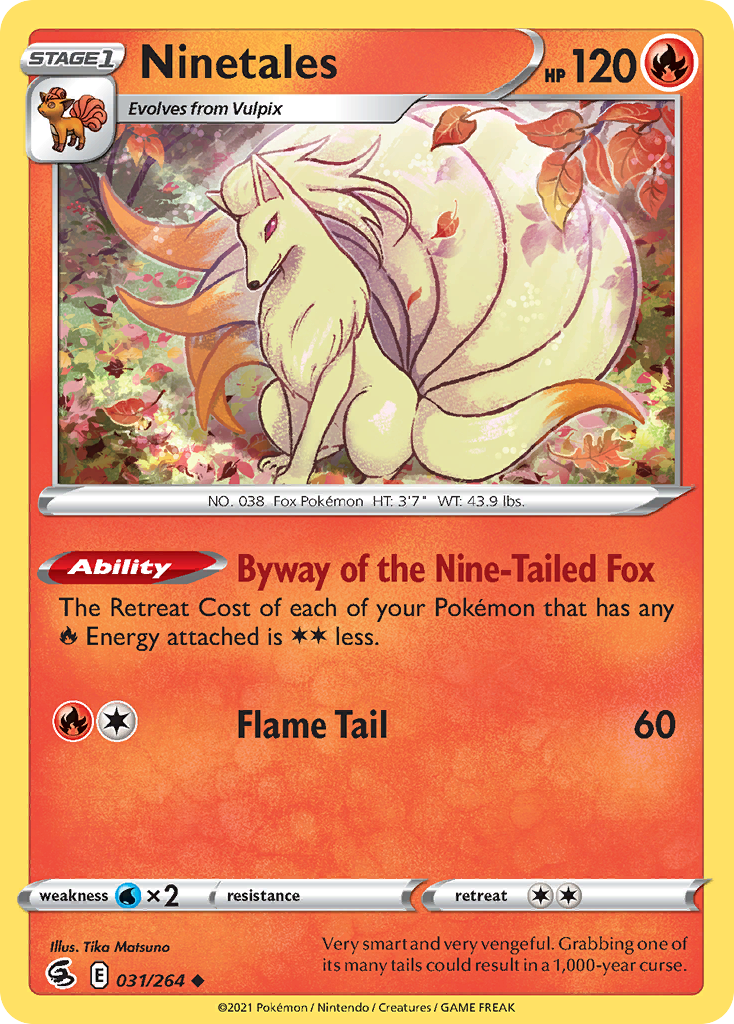 STAGE1
Ninetales
HP 120
Evolves from Vulpix
NO. 038 Fox Pokémon HT: 3'7" WT: 43.9 lbs.
Ability Byway of the Nine-Tailed Fox
The Retreat Cost of each of your Pokémon that has any
Energy attached is less.
Flame Tail 60
weakness ×2 resistance retreat
Illus. Tika Matsuno
Very smart and very vengeful. Grabbing one of
its many tails could result in a 1,000-year curse.
E 031/264
©2021 Pokémon / Nintendo / Creatures / GAME FREAK